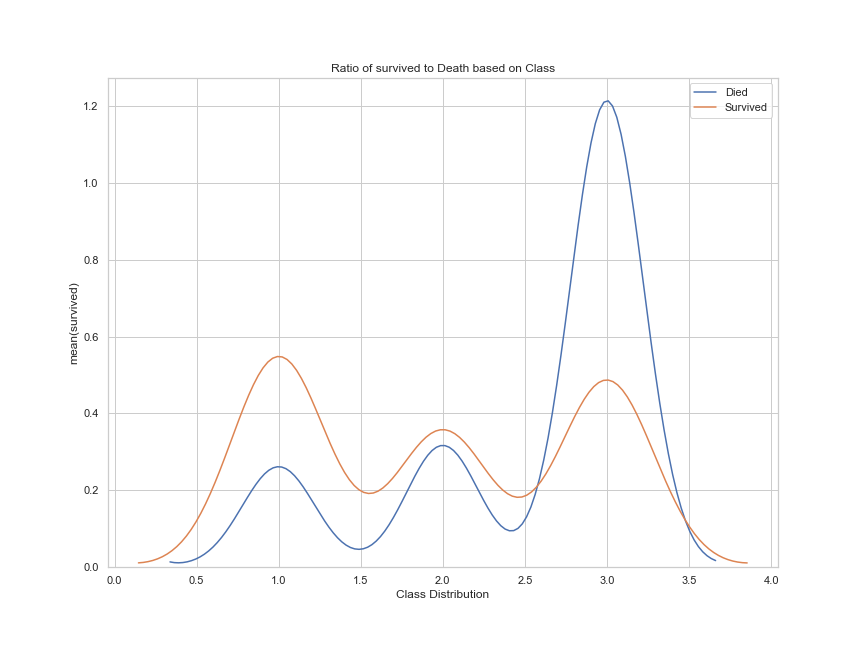 Ratio of survived to Death based on Class
Died
Survived
1.2
1.0
0.8
0.6
0.4
0.2
0.0
mean(survived)
0.0 0.5 1.0 1.5 2.0 2.5 3.0 3.5 4.0
Class Distribution